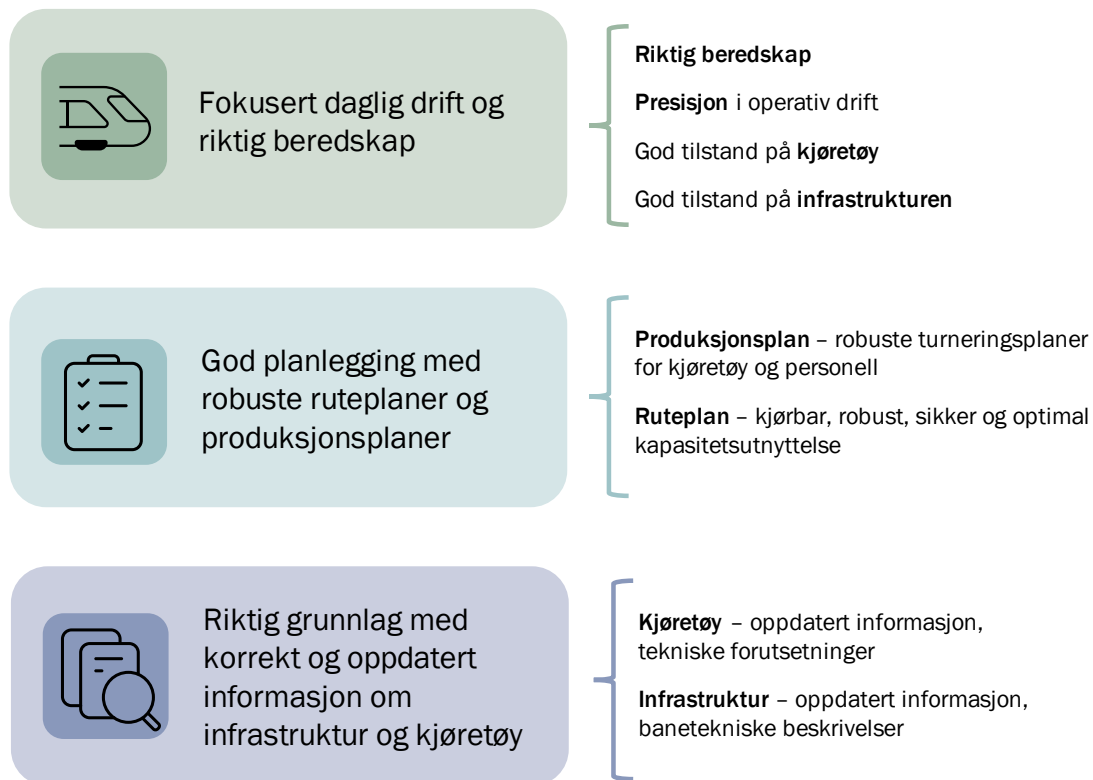 Fokusert daglig drift og
riktig beredskap
Riktig beredskap
Presisjon i operativ drift
God tilstand på kjøretøy
God tilstand på infrastrukturen
God planlegging med
robuste ruteplaner og
produksjonsplaner
Produksjonsplan – robuste turneringsplaner
for kjøretøy og personell
Ruteplan – kjørbar, robust, sikker og optimal
kapasitetsutnyttelse
Riktig grunnlag med
korrekt og oppdatert
informasjon om
infrastruktur og kjøretøy
Kjøretøy – oppdatert informasjon,
tekniske forutsetninger
Infrastruktur – oppdatert informasjon,
banetekniske beskrivelser